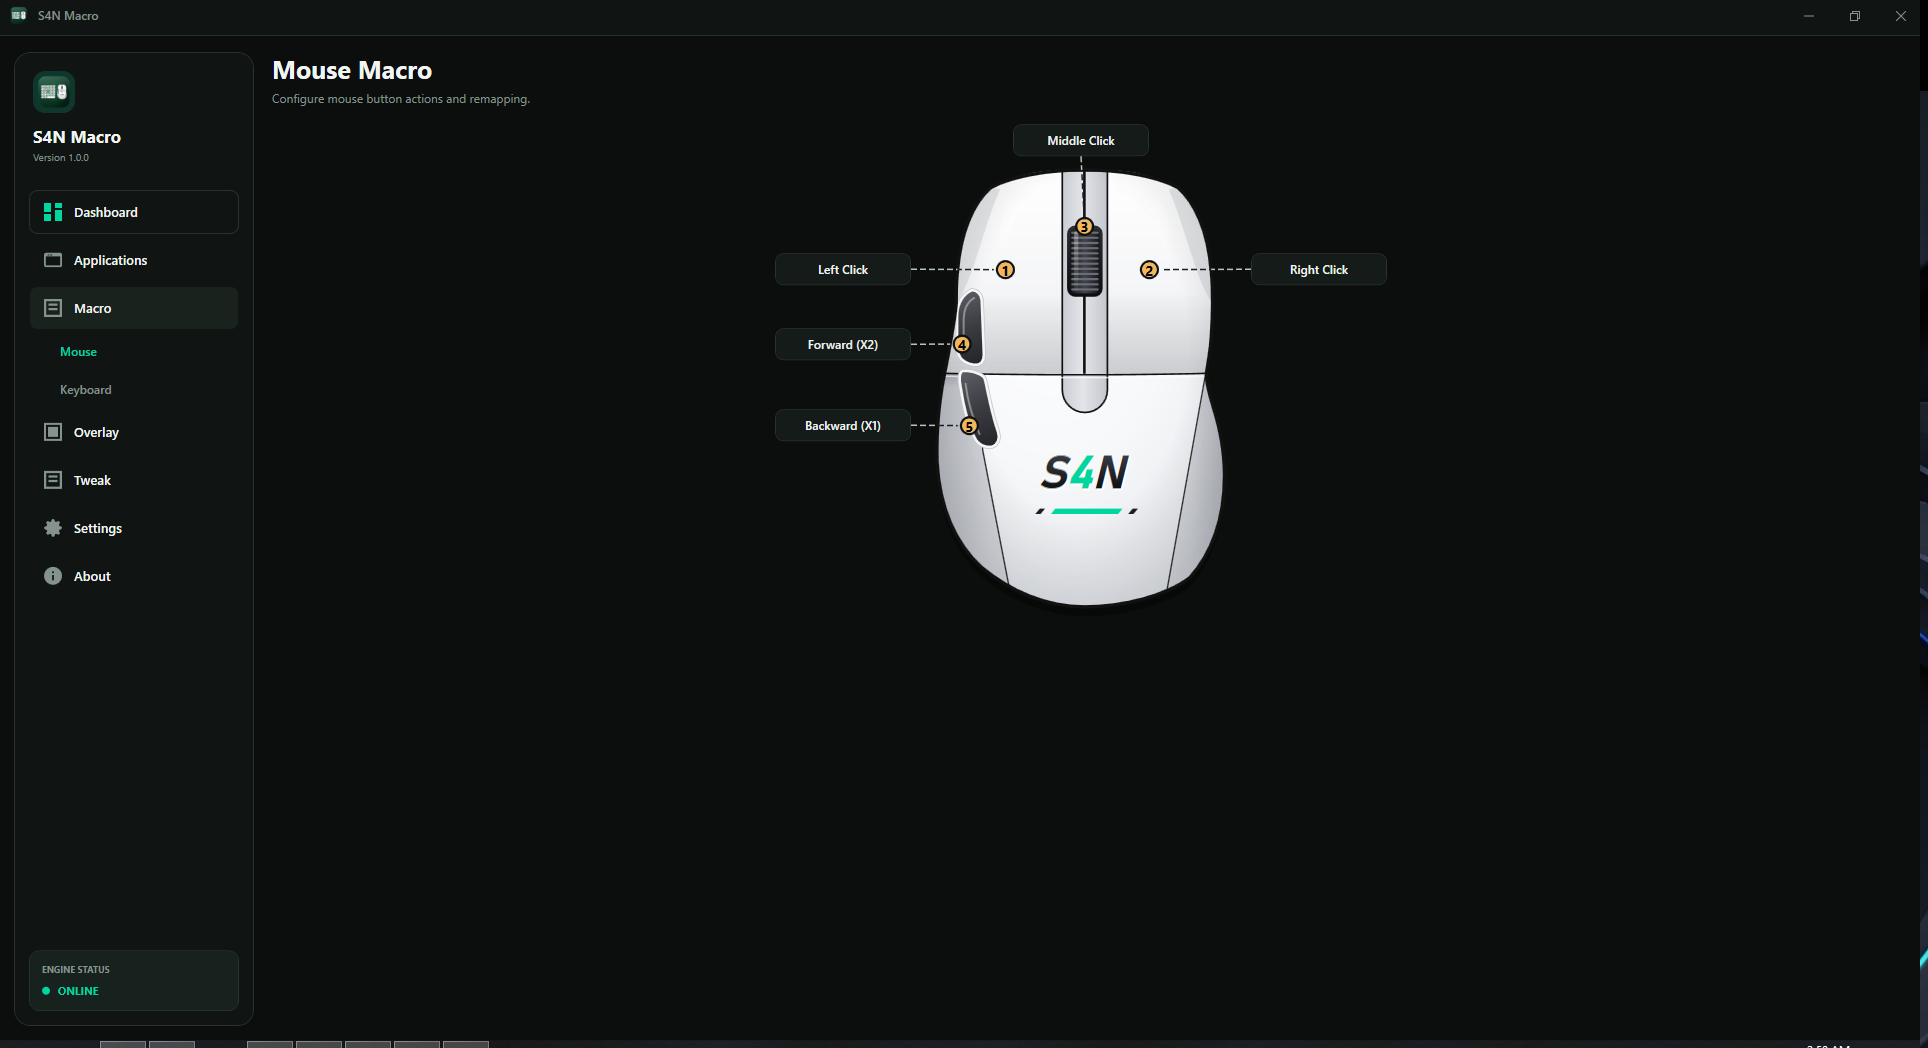 S4N Macro
S4N Macro
Version 1.0.0
Dashboard
Applications
Macro
Mouse
Keyboard
Overlay
Tweak
Settings
About
ENGINE STATUS
ONLINE
Mouse Macro
Configure mouse button actions and remapping.
Middle Click
3
Left Click
1
2
Right Click
Forward (X2)
4
Backward (X1)
5
S4N